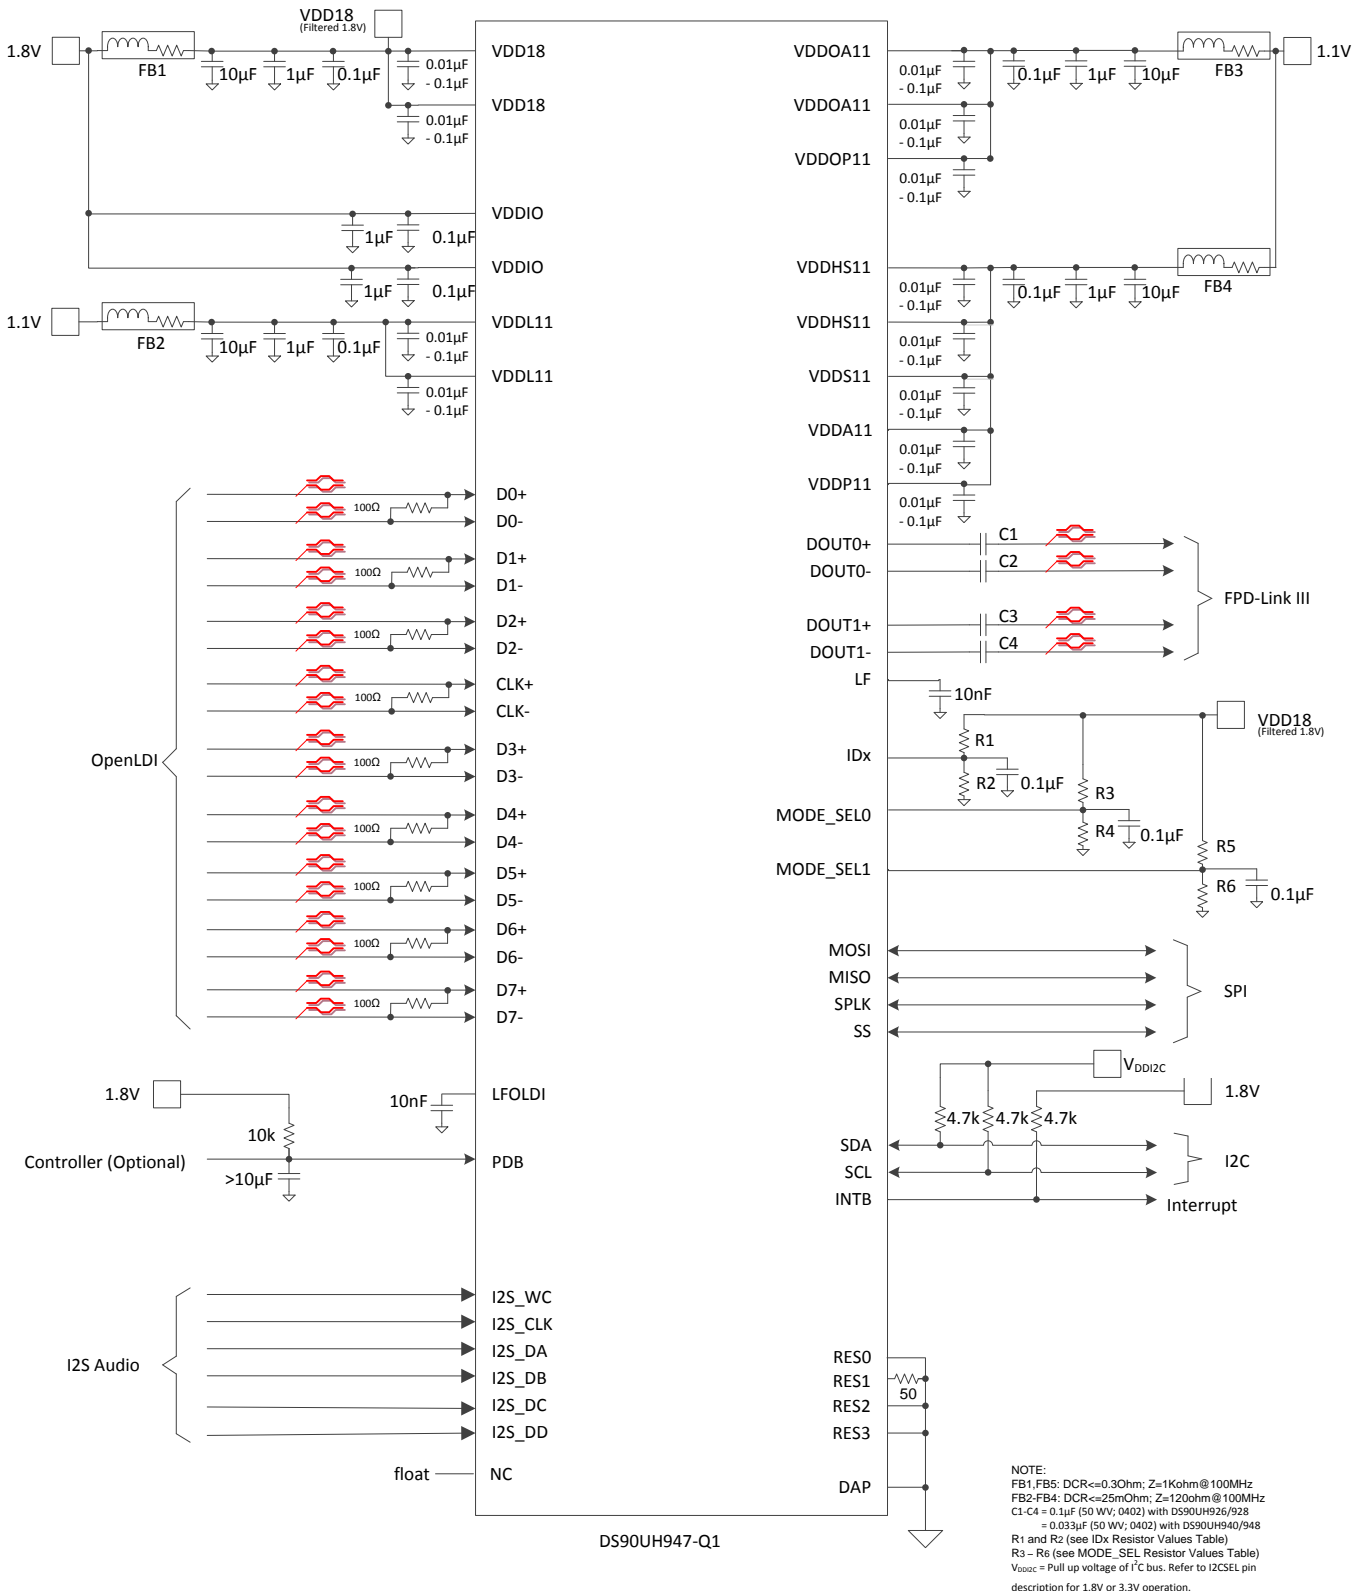 VDD18
(Filtered 1.8V)
1.8V
FB1
10µF
1µF
0.1µF
0.01µF
- 0.1µF
VDD18
0.01µF
- 0.1µF
VDD18
1µF
0.1µF
VDDIO
1µF
0.1µF
VDDIO
1.1V
FB2
10µF
1µF
0.1µF
0.01µF
- 0.1µF
VDDL11
0.01µF
- 0.1µF
VDDL11
VDDOA11
0.01µF
- 0.1µF
0.1µF
1µF
10µF
FB3
1.1V
VDDOA11
0.01µF
- 0.1µF
VDDOP11
0.01µF
- 0.1µF
VDDHS11
0.01µF
- 0.1µF
0.1µF
1µF
10µF
FB4
VDDHS11
0.01µF
- 0.1µF
VDDS11
0.01µF
- 0.1µF
VDDA11
0.01µF
- 0.1µF
VDDP11
0.01µF
- 0.1µF
OpenLDI
100Ω
D0+
D0-
100Ω
D1+
D1-
100Ω
D2+
D2-
100Ω
CLK+
CLK-
100Ω
D3+
D3-
100Ω
D4+
D4-
100Ω
D5+
D5-
100Ω
D6+
D6-
100Ω
D7+
D7-
DOUT0+
C1
DOUT0-
C2
DOUT1+
C3
DOUT1-
C4
FPD-Link III
LF
10nF
VDD18
(Filtered 1.8V)
IDx
R1
R2
0.1µF
MODE_SEL0
R3
R4
0.1µF
MODE_SEL1
R5
R6
0.1µF
MOSI
MISO
SPLK
SS
SPI
1.8V
10k
Controller (Optional)
>10µF
10nF
LFOLDI
PDB
VDDI2C
1.8V
4.7k
4.7k
4.7k
SDA
SCL
I2C
INTB
Interrupt
I2S Audio
I2S_WC
I2S_CLK
I2S_DA
I2S_DB
I2S_DC
I2S_DD
float
NC
RES0
RES1
50
RES2
RES3
DAP
DS90UH947-Q1
NOTE:
FB1,FB5: DCR<=0.3Ohm; Z=1Kohm@100MHz
FB2-FB4: DCR<=25mOhm; Z=120ohm@100MHz
C1-C4 = 0.1µF (50 WV; 0402) with DS90UH926/928
= 0.033µF (50 WV; 0402) with DS90UH940/948
R1 and R2 (see IDx Resistor Values Table)
R3 – R6 (see MODE_SEL Resistor Values Table)
VDDI2C = Pull up voltage of I²C bus. Refer to I2CSEL pin
description for 1.8V or 3.3V operation.